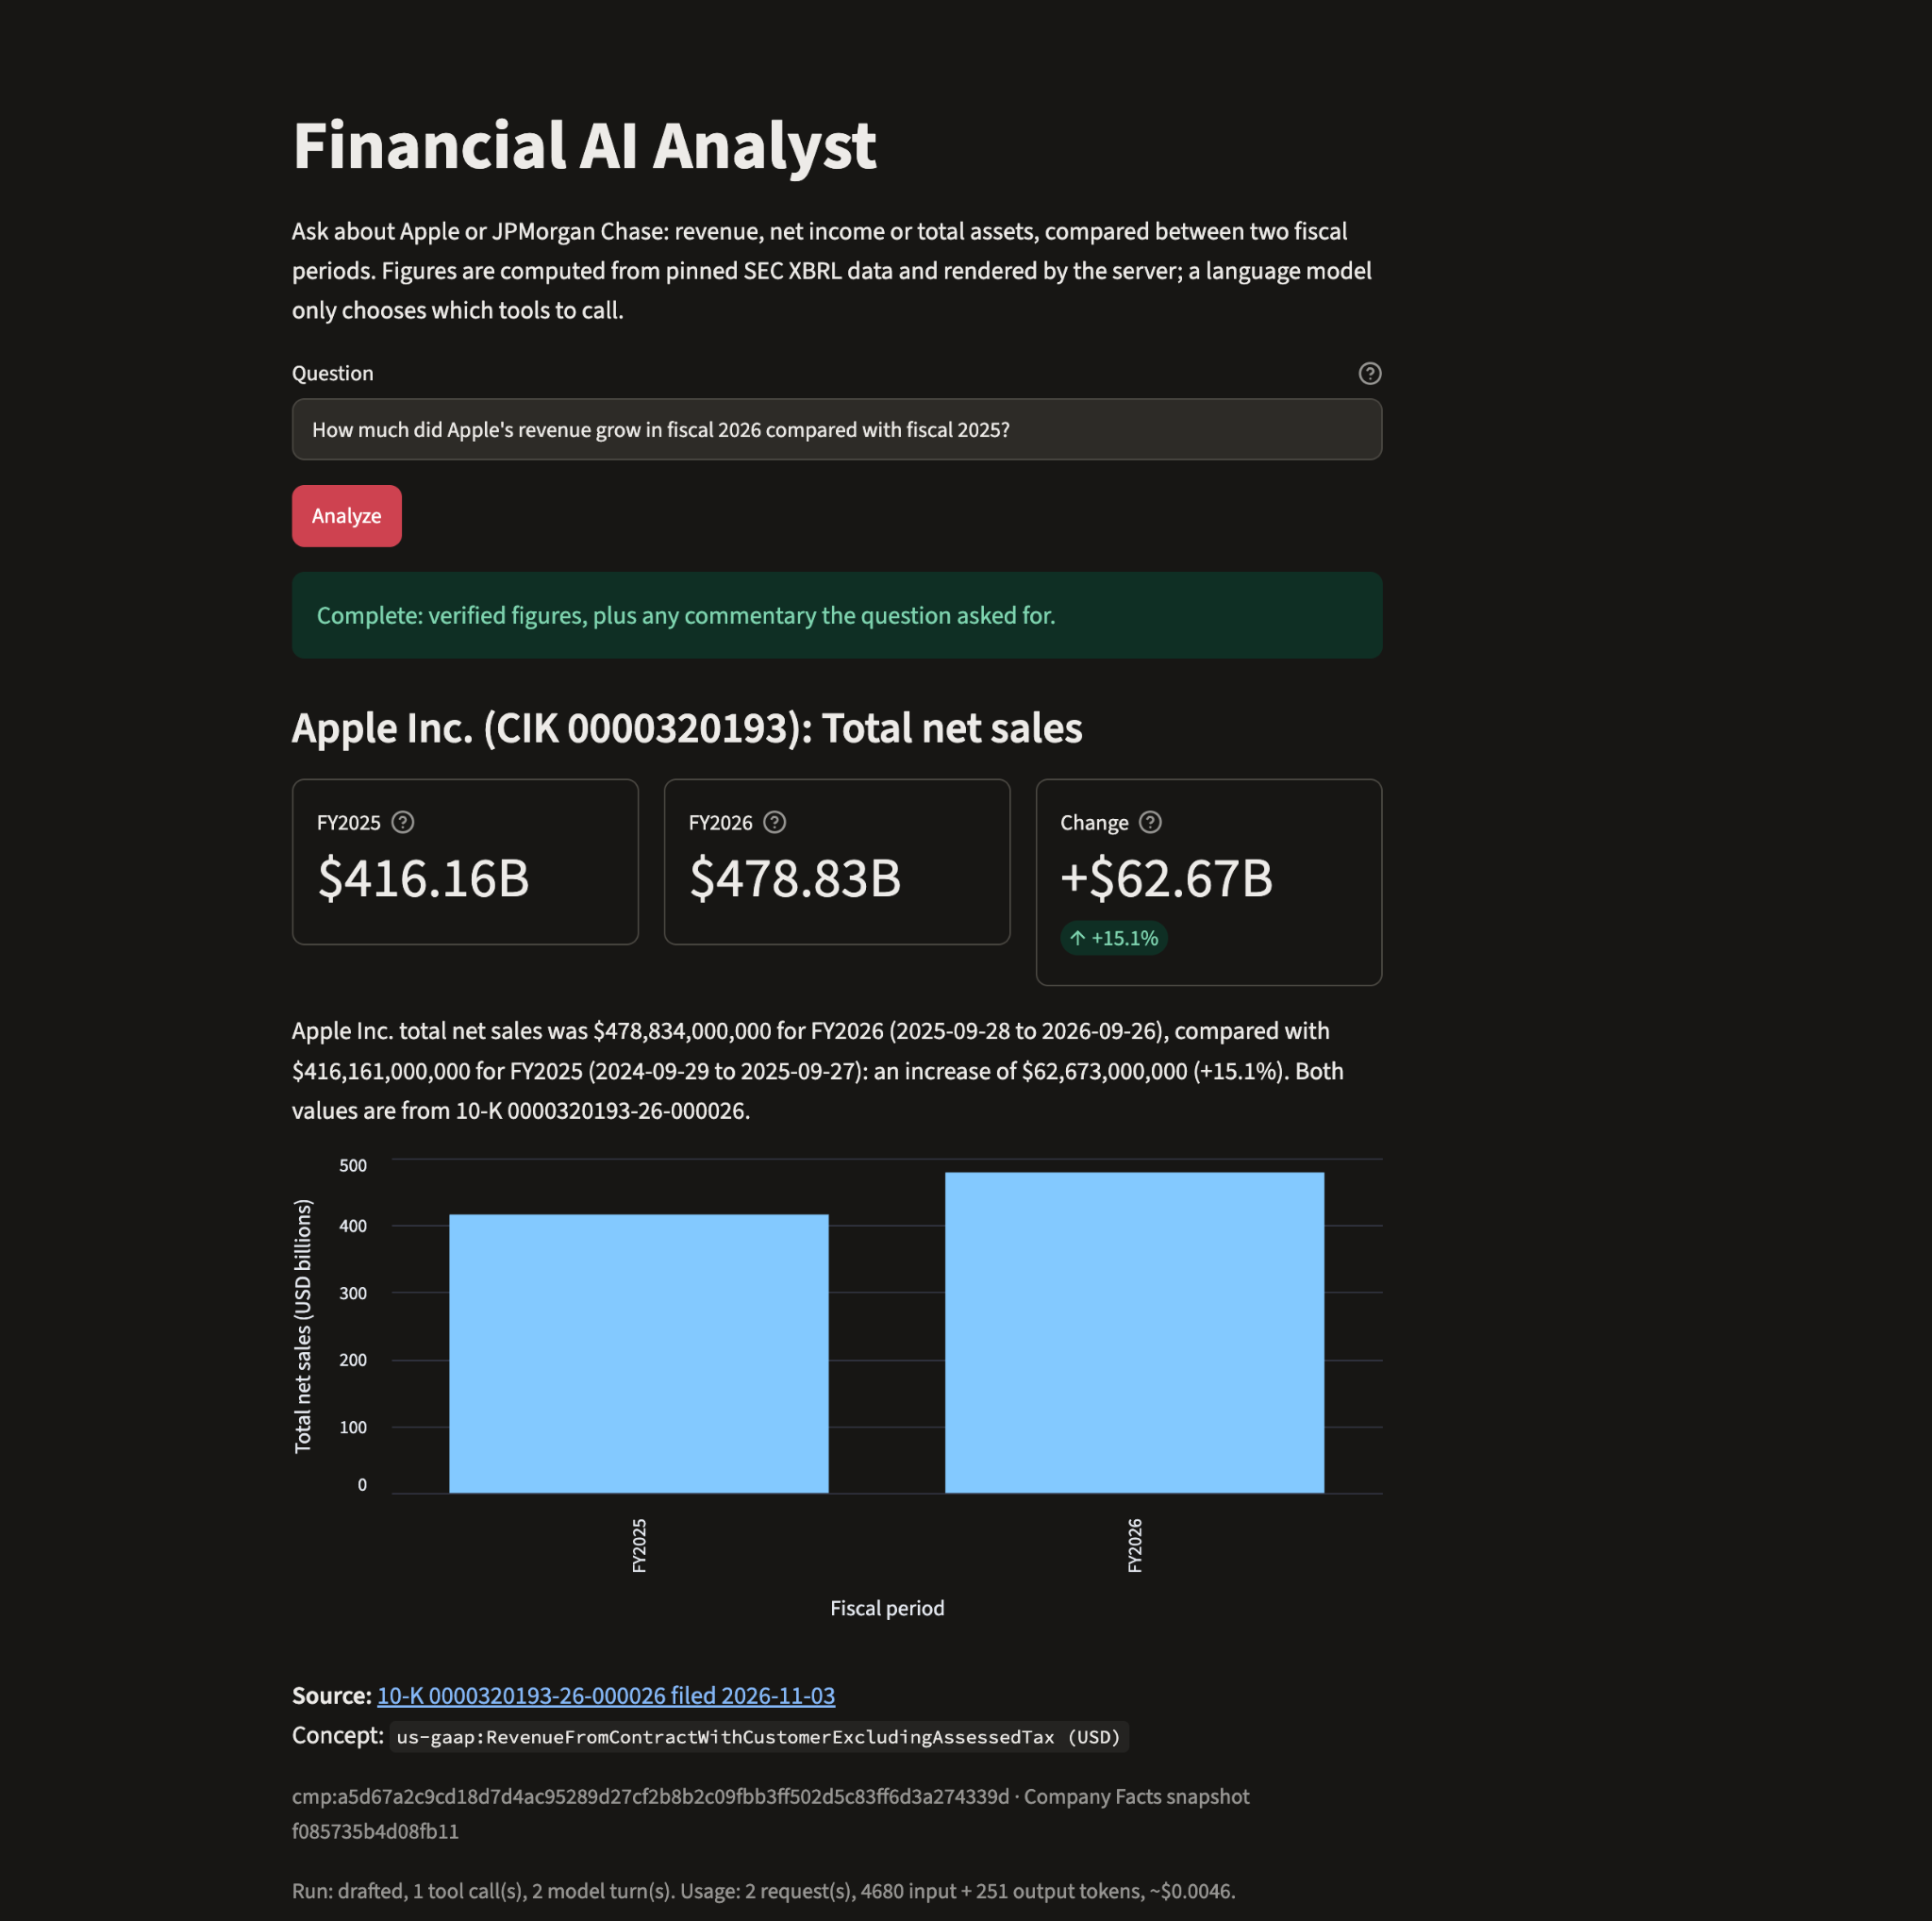 Financial AI Analyst
Ask about Apple or JPMorgan Chase: revenue, net income or total assets, compared between two fiscal
periods. Figures are computed from pinned SEC XBRL data and rendered by the server; a language model
only chooses which tools to call.
Question
How much did Apple's revenue grow in fiscal 2026 compared with fiscal 2025?
Analyze
Complete: verified figures, plus any commentary the question asked for.
Apple Inc. (CIK 0000320193): Total net sales
FY2025
$416.16B
FY2026
$478.83B
Change
+$62.67B
↑ +15.1%
Apple Inc. total net sales was $478,834,000,000 for FY2026 (2025-09-28 to 2026-09-26), compared with
$416,161,000,000 for FY2025 (2024-09-29 to 2025-09-27): an increase of $62,673,000,000 (+15.1%). Both
values are from 10-K 0000320193-26-000026.
Total net sales (USD billions)
500
400
300
200
100
0
FY2025
FY2026
Fiscal period
Source: 10-K 0000320193-26-000026 filed 2026-11-03
Concept: us-gaap:RevenueFromContractWithCustomerExcludingAssessedTax (USD)
cmp:a5d67a2c9cd18d7d4ac95289d27cf2b8b2c09fbb3ff502d5c83ff6d3a274339d · Company Facts snapshot
f085735b4d08fb11
Run: drafted, 1 tool call(s), 2 model turn(s). Usage: 2 request(s), 4680 input + 251 output tokens, ~$0.0046.